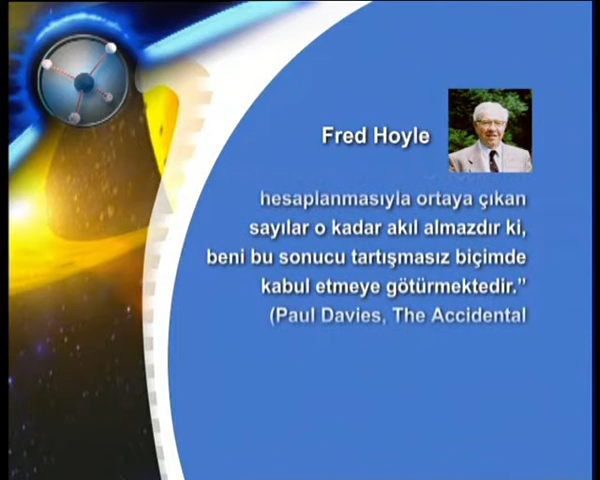 Fred Hoyle
hesaplanmasıyla ortaya çıkan
sayılar o kadar akıl almazdır ki,
beni bu sonucu tartışmasız biçimde
kabul etmeye götürmektedir.”
(Paul Davies, The Accidental